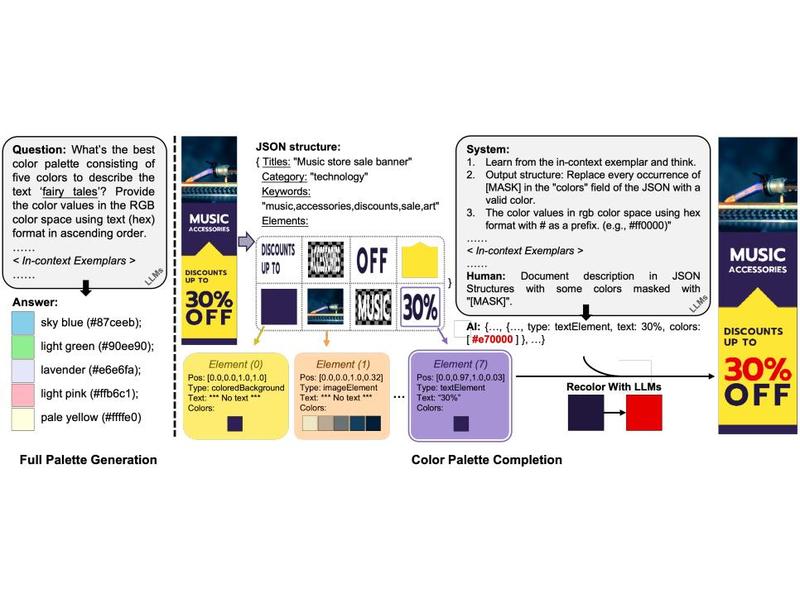 Question: What's the best
color palette consisting of
five colors to describe the
text 'fairy tales'? Provide
the color values in the RGB
color space using text (hex)
format in ascending order.
......
< In-context Exemplars >
......
LLMs
Answer:
sky blue (#87ceeb);
light green (#90ee90);
lavender (#e6e6fa);
light pink (#ffb6c1);
pale yellow (#ffffe0)
Full Palette Generation
MUSIC
ACCESSORIES
DISCOUNTS
UP TO
30%
OFF
JSON structure:
{ Titles: "Music store sale banner"
Category: "technology"
Keywords:
"music,accessories,discounts,sale,art"
Elements:
DISCOUNTS
UP TO
ACCESSORIES
OFF
MUSIC
30%
}
Element (0)
Pos: [0.0,0.0,1.0,1.0]
Type: coloredBackground
Text: *** No text ***
Colors:
Element (1)
Pos: [0.0,0.0,1.0,0.32]
Type: imageElement
Text: *** No text ***
Colors:
...
Element (7)
Pos: [0.0,0.97,1.0,0.03]
Type: textElement
Text: "30%"
Colors:
System:
1. Learn from the in-context exemplar and think.
2. Output structure: Replace every occurrence of
[MASK] in the "colors" field of the JSON with a
valid color.
3. The color values in rgb color space using hex
format with # as a prefix. (e.g., #ff0000)"
......
< In-context Exemplars >
......
Human: Document description in JSON
Structures with some colors masked with
"[MASK]".
LLMs
AI: {…, {…, type: textElement, text: 30%, colors:
[ #e70000 ] }, …}
Recolor With LLMs
Color Palette Completion
MUSIC
ACCESSORIES
DISCOUNTS
UP TO
30%
OFF